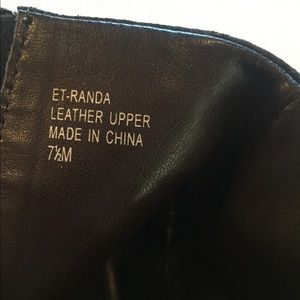 ET-RANDA
LEATHER UPPER
MADE IN CHINA
7½M